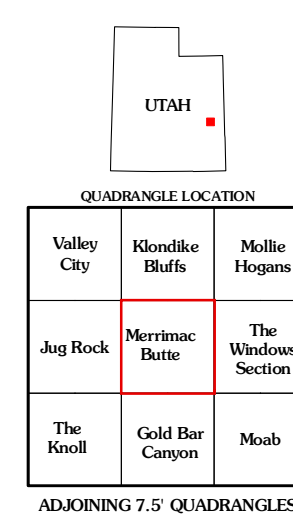 UTAH
QUADRANGLE LOCATION
Valley
City
Klondike
Bluffs
Mollie
Hogans
Jug Rock
Merrimac
Butte
The
Windows
Section
The
Knoll
Gold Bar
Canyon
Moab
ADJOINING 7.5' QUADRANGLES